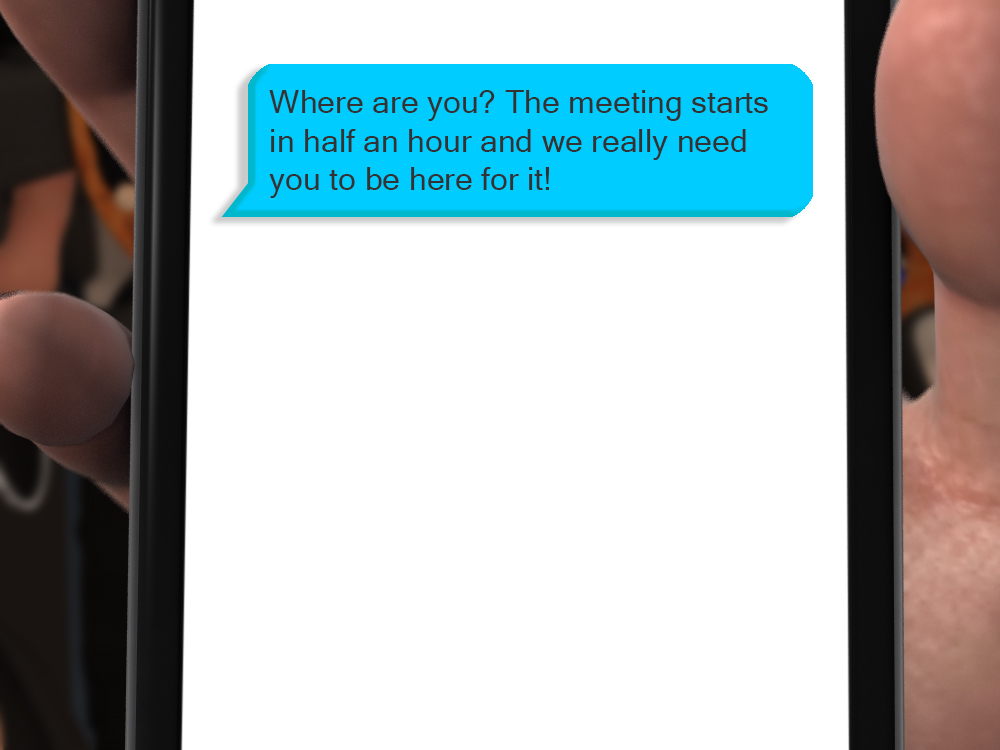 Where are you? The meeting starts
in half an hour and we really need
you to be here for it!